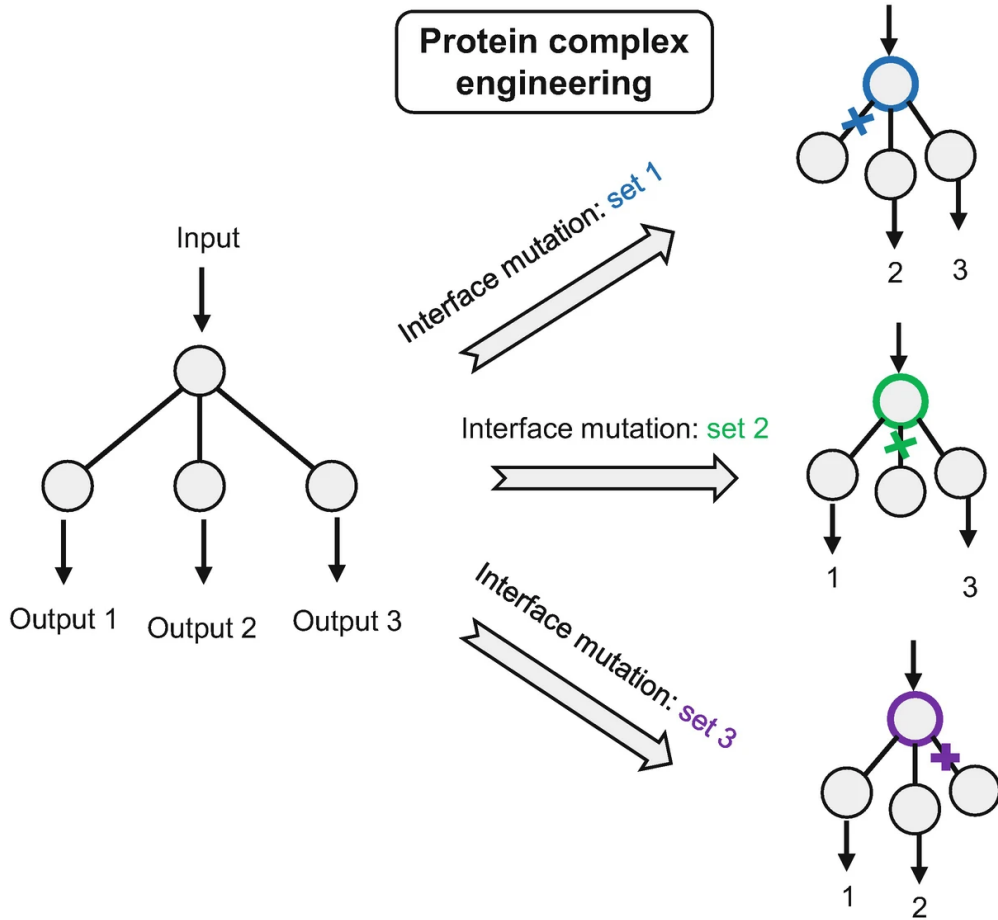 Protein complex
engineering
Input
Output 1
Output 2
Output 3
Interface mutation: set 1
2
3
Interface mutation: set 2
1
3
Interface mutation: set 3
1
2